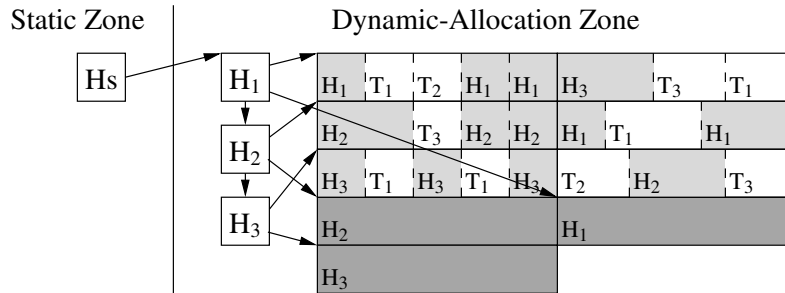 Static Zone Dynamic-Allocation Zone
Hs H₁ H₁ T₁ T₂ H₁ H₁ H₃ T₃ T₁
H₂ H₂ T₃ H₂ H₂ H₁ T₁ H₁
H₃ H₃ T₁ H₃ T₁ H₃ T₂ H₂ T₃
H₂ H₁
H₃